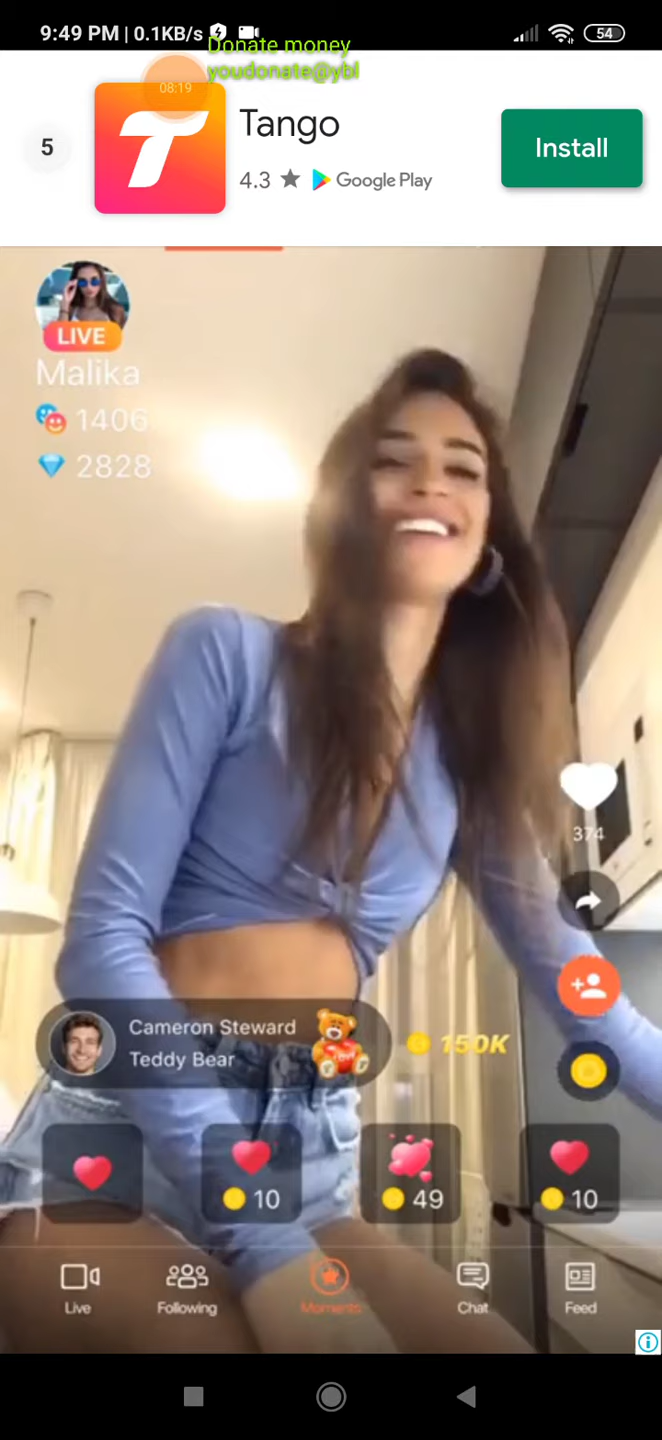 9:49 PM | 0.1KB/s
54
Donate money
youdonate@ybl
08:19
5
Tango
Install
4.3 ★ Google Play
LIVE
Malika
1406
2828
374
Cameron Steward
Teddy Bear
150K
10
49
10
Live
Following
Moments
Chat
Feed